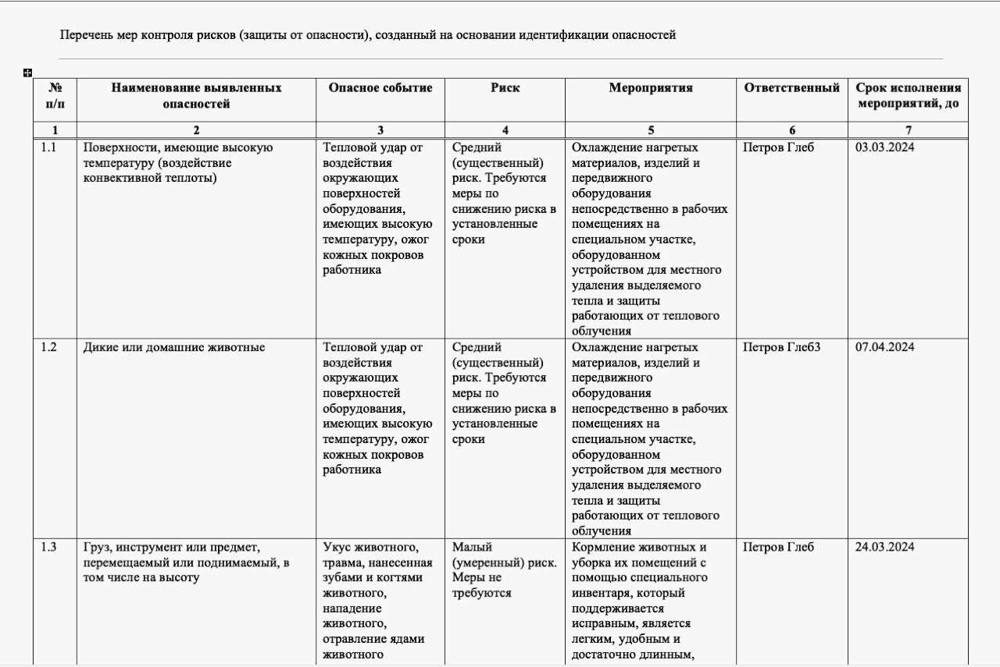 Перечень мер контроля рисков (защиты от опасности), созданный на основании идентификации опасностей
№
п/п
Наименование выявленных
опасностей
Опасное событие
Риск
Мероприятия
Ответственный
Срок исполнения
мероприятий, до
1
2
3
4
5
6
7
1.1
Поверхности, имеющие высокую
температуру (воздействие
конвективной теплоты)
Тепловой удар от
воздействия
окружающих
поверхностей
оборудования,
имеющих высокую
температуру, ожог
кожных покровов
работника
Средний
(существенный)
риск. Требуются
меры по
снижению риска в
установленные
сроки
Охлаждение нагретых
материалов, изделий и
передвижного
оборудования
непосредственно в рабочих
помещениях на
специальном участке,
оборудованном
устройством для местного
удаления выделяемого
тепла и защиты
работающих от теплового
облучения
Петров Глеб
03.03.2024
1.2
Дикие или домашние животные
Тепловой удар от
воздействия
окружающих
поверхностей
оборудования,
имеющих высокую
температуру, ожог
кожных покровов
работника
Средний
(существенный)
риск. Требуются
меры по
снижению риска в
установленные
сроки
Охлаждение нагретых
материалов, изделий и
передвижного
оборудования
непосредственно в рабочих
помещениях на
специальном участке,
оборудованном
устройством для местного
удаления выделяемого
тепла и защиты
работающих от теплового
облучения
Петров Глеб3
07.04.2024
1.3
Груз, инструмент или предмет,
перемещаемый или поднимаемый, в
том числе на высоту
Укус животного,
травма, нанесенная
зубами и когтями
животного,
нападение
животного,
отравление ядами
животного
Малый
(умеренный) риск.
Меры не
требуются
Кормление животных и
уборка их помещений с
помощью специального
инвентаря, который
поддерживается
исправным, является
легким, удобным и
достаточно длинным,
Петров Глеб
24.03.2024